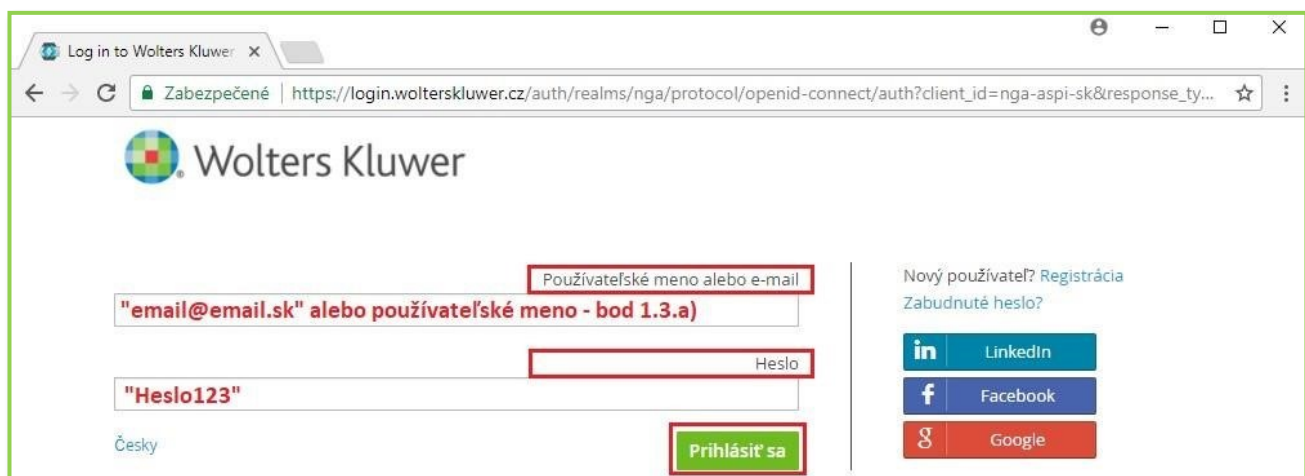 Log in to Wolters Kluwer
Zabezpečené | https://login.wolterskluwer.cz/auth/realms/nga/protocol/openid-connect/auth?client_id=nga-aspi-sk&response_ty...
Wolters Kluwer
Používateľské meno alebo e-mail
"email@email.sk" alebo používateľské meno - bod 1.3.a)
Heslo
"Heslo123"
Česky
Prihlásiť sa
Nový používateľ? Registrácia
Zabudnuté heslo?
in LinkedIn
f Facebook
g Google